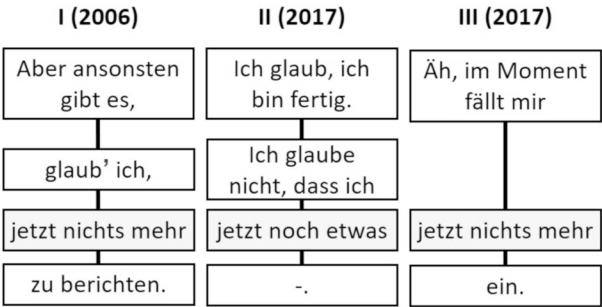 I (2006)
Aber ansonsten
gibt es,
glaub’ ich,
jetzt nichts mehr
zu berichten.
II (2017)
Ich glaub, ich
bin fertig.
Ich glaube
nicht, dass ich
jetzt noch etwas
-.
III (2017)
Äh, im Moment
fällt mir
jetzt nichts mehr
ein.